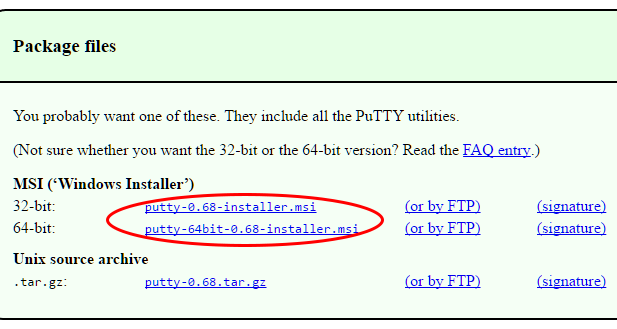 Package files
You probably want one of these. They include all the PuTTY utilities.
(Not sure whether you want the 32-bit or the 64-bit version? Read the FAQ entry.)
MSI (‘Windows Installer’)
32-bit: putty-0.68-installer.msi (or by FTP) (signature)
64-bit: putty-64bit-0.68-installer.msi (or by FTP) (signature)
Unix source archive
.tar.gz: putty-0.68.tar.gz (or by FTP) (signature)